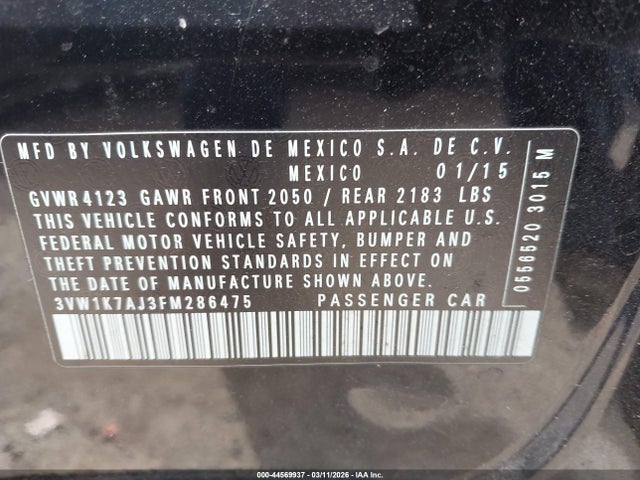 MFD BY VOLKSWAGEN DE MEXICO S.A. DE C.V.
MEXICO 01/15
GVWR 4123 GAWR FRONT 2050 / REAR 2183 LBS
THIS VEHICLE CONFORMS TO ALL APPLICABLE U.S.
FEDERAL MOTOR VEHICLE SAFETY, BUMPER AND
THEFT PREVENTION STANDARDS IN EFFECT ON
THE DATE OF MANUFACTURE SHOWN ABOVE.
3VW1K7AJ3FM286475 PASSENGER CAR
0556520 3015 M
000-44569937 - 03/11/2026 - IAA Inc.